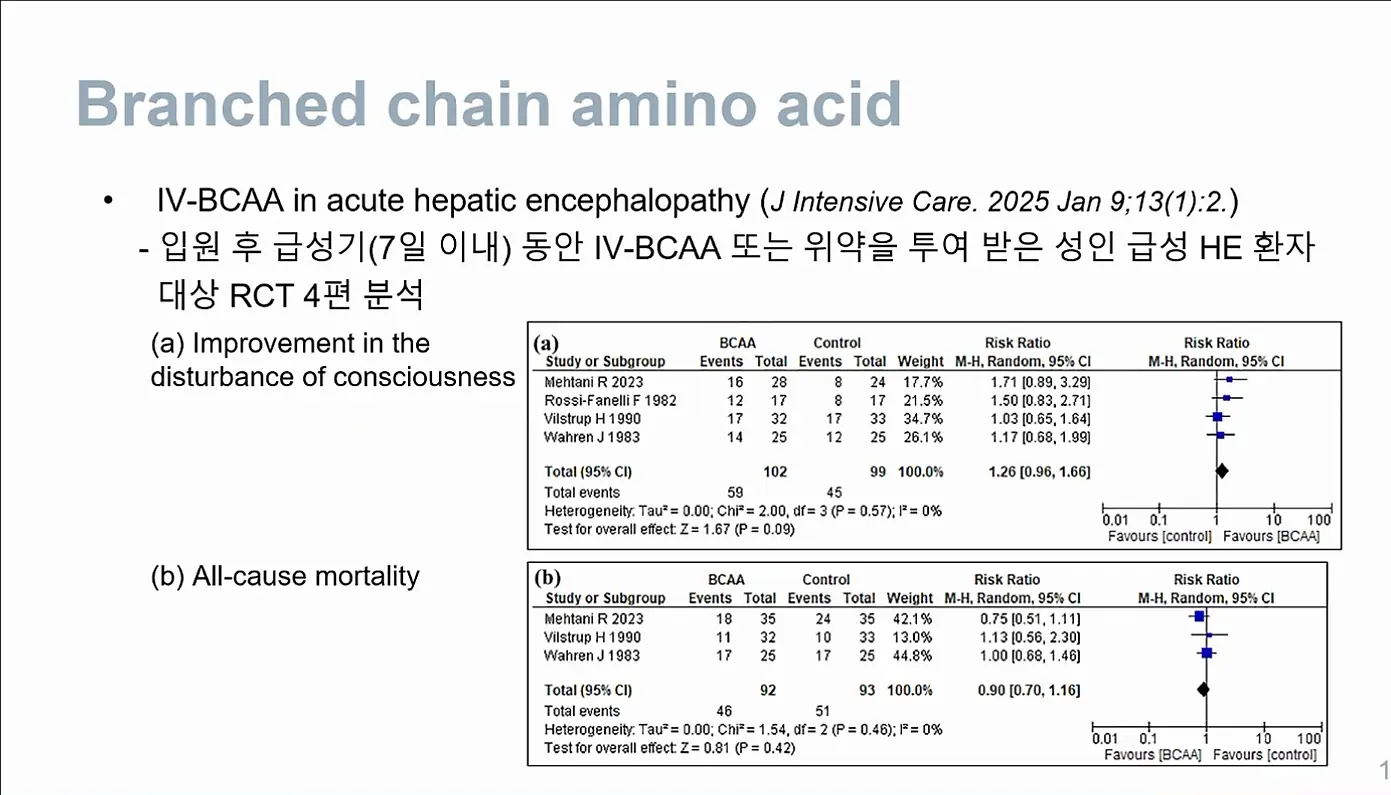 Branched chain amino acid
• IV-BCAA in acute hepatic encephalopathy (J Intensive Care. 2025 Jan 9;13(1):2.)
- 입원 후 급성기(7일 이내) 동안 IV-BCAA 또는 위약을 투여 받은 성인 급성 HE 환자
대상 RCT 4편 분석
(a) Improvement in the
disturbance of consciousness
(a) BCAA Control Risk Ratio Risk Ratio
Study or Subgroup Events Total Events Total Weight M-H, Random, 95% CI M-H, Random, 95% CI
Mehtani R 2023 16 28 8 24 17.7% 1.71 [0.89, 3.29]
Rossi-Fanelli F 1982 12 17 8 17 21.5% 1.50 [0.83, 2.71]
Vilstrup H 1990 17 32 17 33 34.7% 1.03 [0.65, 1.64]
Wahren J 1983 14 25 12 25 26.1% 1.17 [0.68, 1.99]
Total (95% CI) 102 99 100.0% 1.26 [0.96, 1.66]
Total events 59 45
Heterogeneity: Tau² = 0.00; Chi² = 2.00, df = 3 (P = 0.57); I² = 0%
Test for overall effect: Z = 1.67 (P = 0.09)
0.01 0.1 1 10 100
Favours [control] Favours [BCAA]
(b) All-cause mortality
(b) BCAA Control Risk Ratio Risk Ratio
Study or Subgroup Events Total Events Total Weight M-H, Random, 95% CI M-H, Random, 95% CI
Mehtani R 2023 18 35 24 35 42.1% 0.75 [0.51, 1.11]
Vilstrup H 1990 11 32 10 33 13.0% 1.13 [0.56, 2.30]
Wahren J 1983 17 25 17 25 44.8% 1.00 [0.68, 1.46]
Total (95% CI) 92 93 100.0% 0.90 [0.70, 1.16]
Total events 46 51
Heterogeneity: Tau² = 0.00; Chi² = 1.54, df = 2 (P = 0.46); I² = 0%
Test for overall effect: Z = 0.81 (P = 0.42)
0.01 0.1 1 10 100
Favours [BCAA] Favours [control]